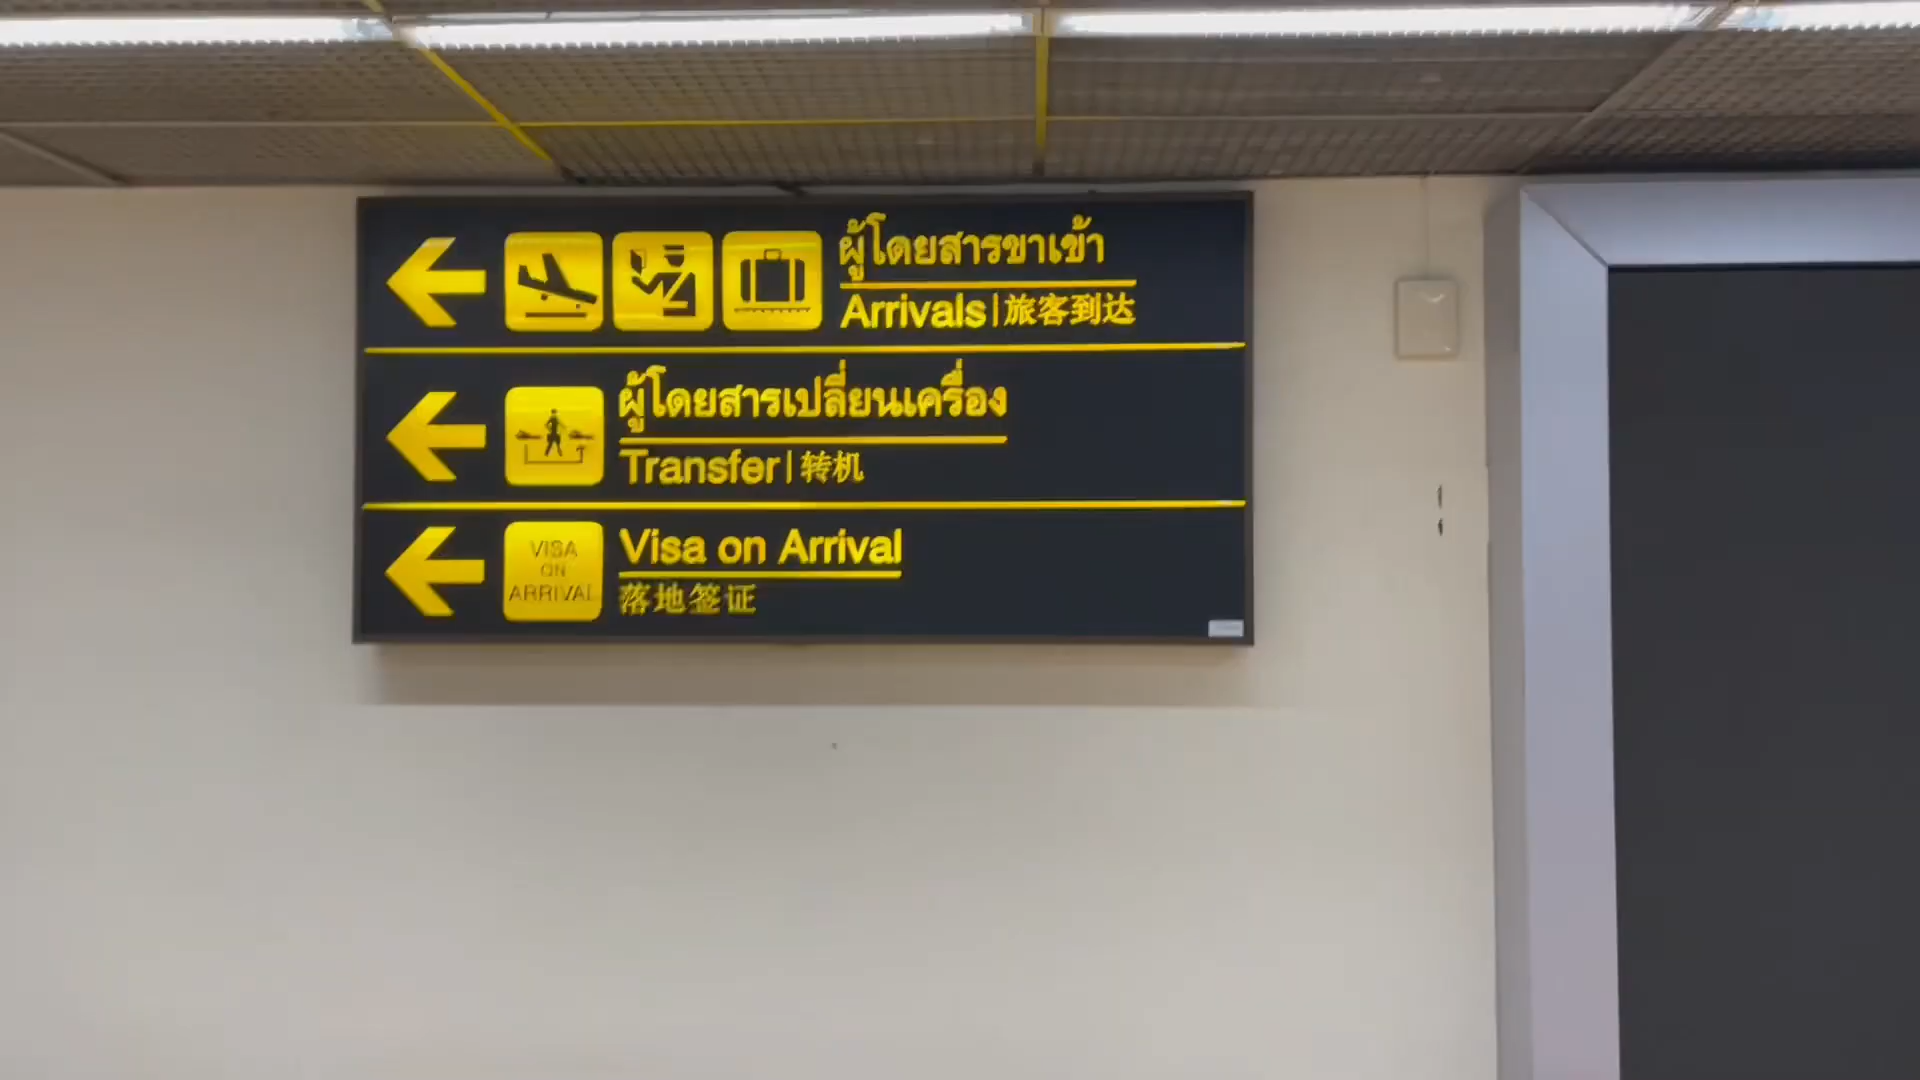 ผู้โดยสารขาเข้า
Arrivals|旅客到达
ผู้โดยสารเปลี่ยนเครื่อง
Transfer|转机
VISA
ON
ARRIVAL
Visa on Arrival
落地签证